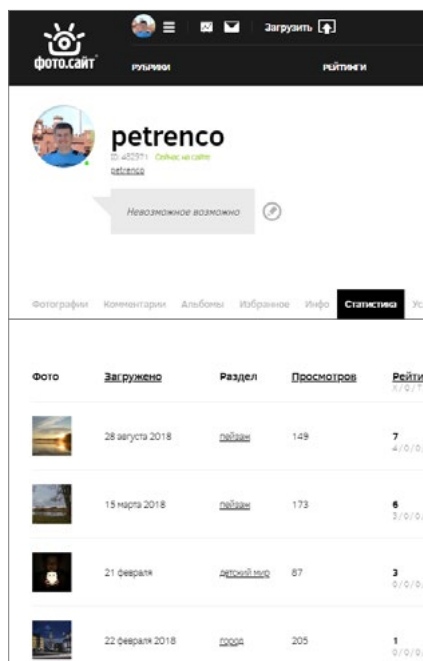 фото.сайт
Загрузить
РУБРИКИ РЕЙТИНГИ
petrenco
Сейчас на сайте
petrenco
Невозможное возможно
Фотографии Комментарии Альбомы Избранное Инфо Статистика
Фото Загружено Раздел Просмотров
28 августа 2018 пейзаж 149 7
15 марта 2018 пейзаж 173 6
21 февраля детский мир 87 3
22 февраля 2018 город 205 1